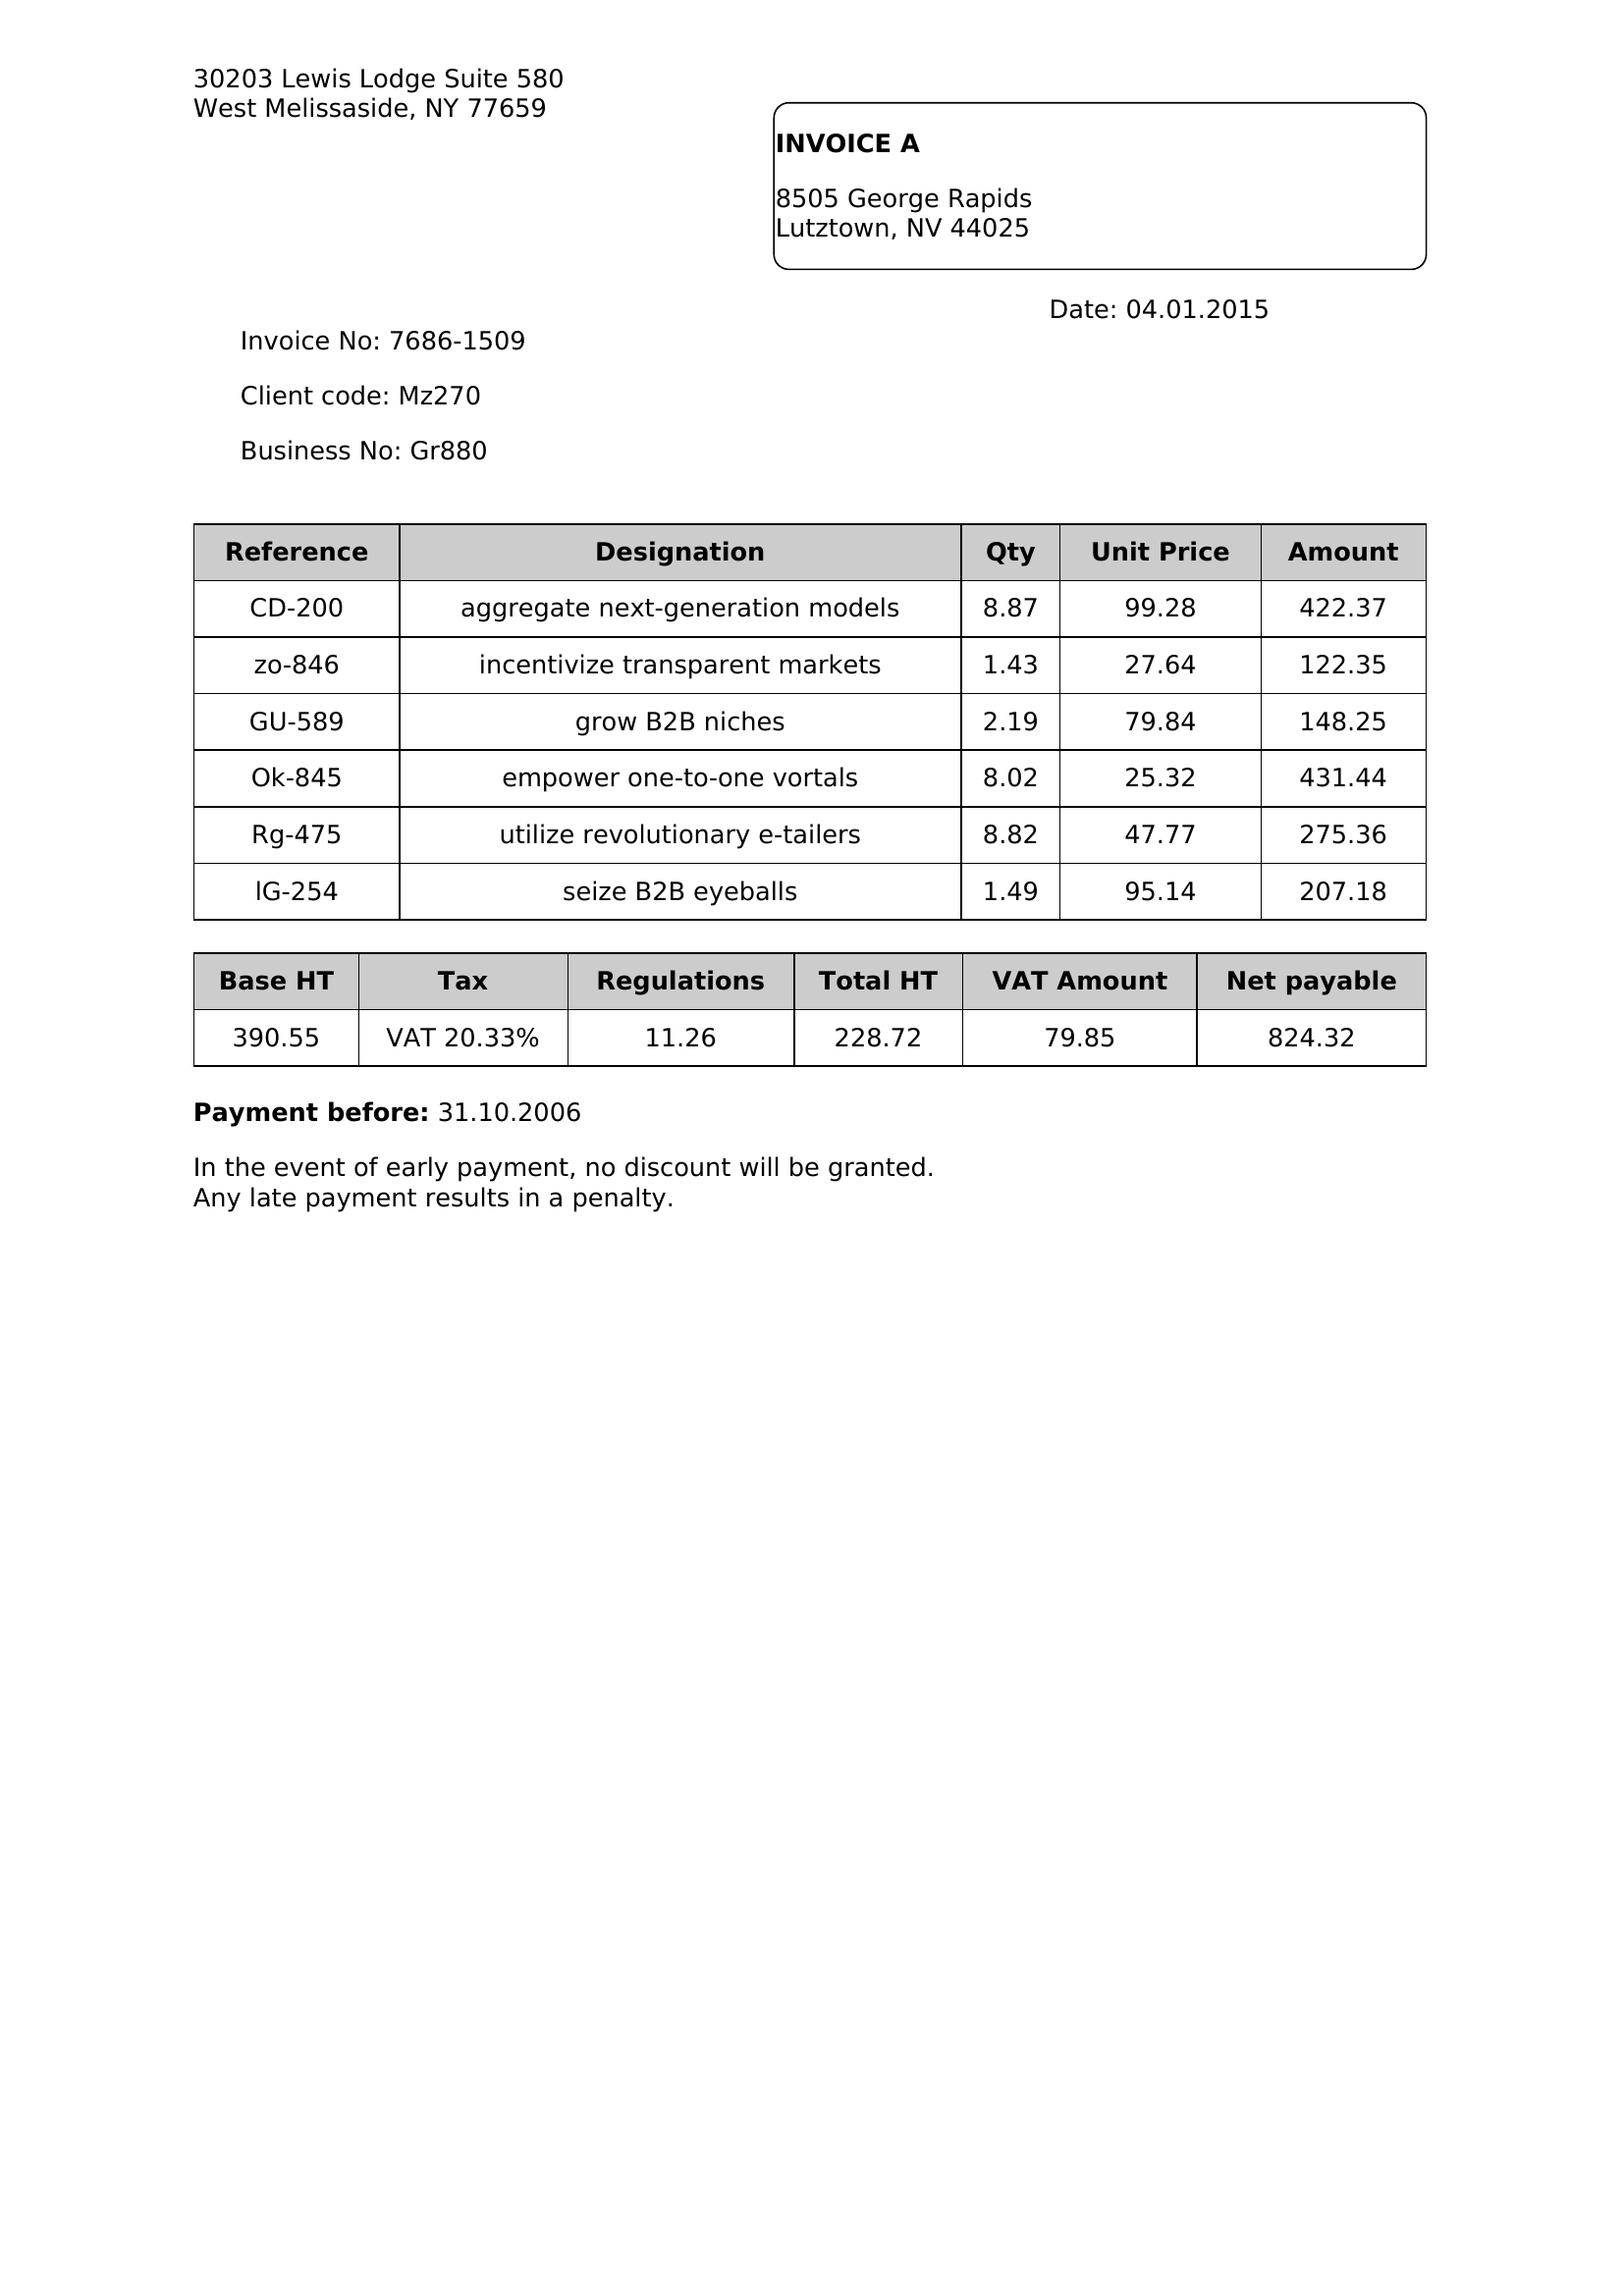 30203 Lewis Lodge Suite 580
West Melissaside, NY 77659
INVOICE A
8505 George Rapids
Lutztown, NV 44025
Date: 04.01.2015
Invoice No: 7686-1509
Client code: Mz270
Business No: Gr880
Reference Designation Qty Unit Price Amount
CD-200 aggregate next-generation models 8.87 99.28 422.37
zo-846 incentivize transparent markets 1.43 27.64 122.35
GU-589 grow B2B niches 2.19 79.84 148.25
Ok-845 empower one-to-one vortals 8.02 25.32 431.44
Rg-475 utilize revolutionary e-tailers 8.82 47.77 275.36
lG-254 seize B2B eyeballs 1.49 95.14 207.18
Base HT Tax Regulations Total HT VAT Amount Net payable
390.55 VAT 20.33% 11.26 228.72 79.85 824.32
Payment before: 31.10.2006
In the event of early payment, no discount will be granted.
Any late payment results in a penalty.